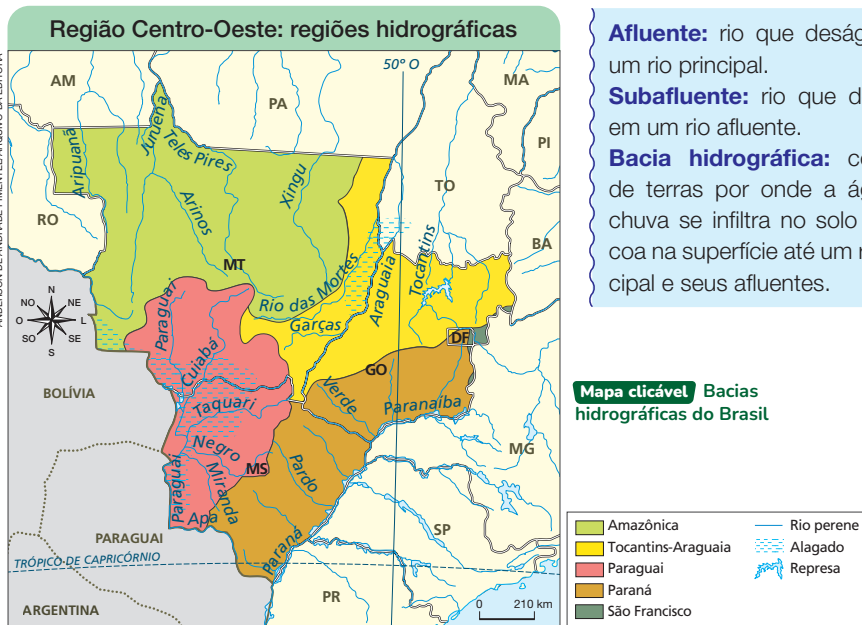 Região Centro-Oeste: regiões hidrográficas
50º O
AM
PA
MA
PI
TO
BA
RO
MT
GO
DF
MS
MG
SP
PR
BOLÍVIA
PARAGUAI
ARGENTINA
TRÓPICO DE CAPRICÓRNIO
Aripuanã
Juruena
Teles Pires
Arinos
Xingu
Rio das Mortes
Garças
Araguaia
Tocantins
Paraguai
Cuiabá
Taquari
Negro
Miranda
Paraguai
Apa
Verde
Paranaíba
Pardo
Paraná
N
NO
NE
O
L
SO
SE
S
0 210 km
Afluente: rio que deság
um rio principal.
Subafluente: rio que d
em um rio afluente.
Bacia hidrográfica: co
de terras por onde a ág
chuva se infiltra no solo
coa na superfície até um r
cipal e seus afluentes.
Mapa clicável Bacias
hidrográficas do Brasil
Amazônica
Tocantins-Araguaia
Paraguai
Paraná
São Francisco
Rio perene
Alagado
Represa